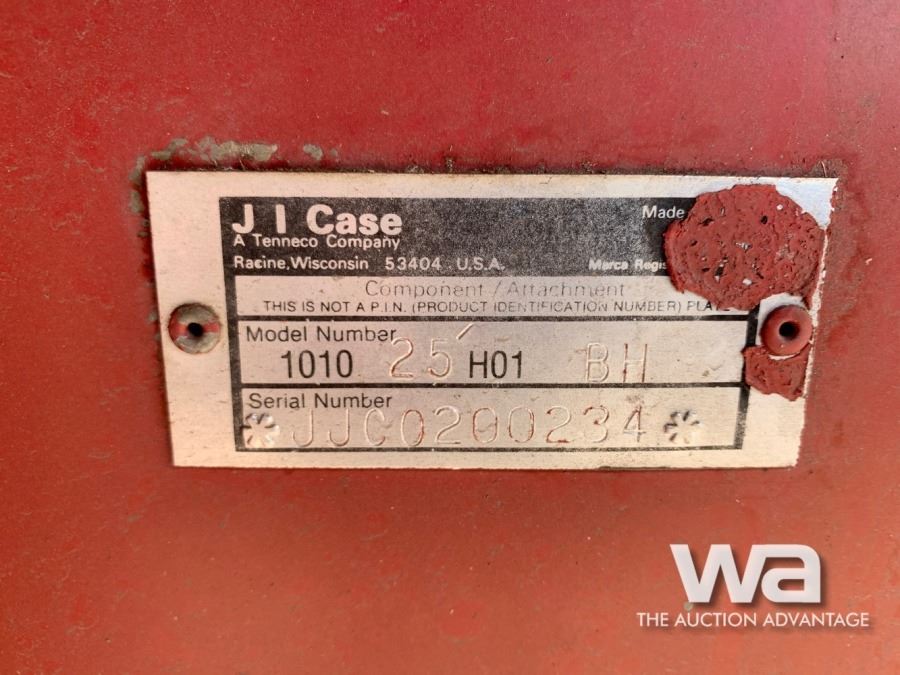 J I Case
Made
A Tenneco Company
Racine, Wisconsin 53404 U.S.A.
Marca Regis
Component/Attachment
THIS IS NOT A P.I.N. (PRODUCT IDENTIFICATION NUMBER) PLATE
Model Number
1010 25' H01 BH
Serial Number
*JJC0200234*
wa
THE AUCTION ADVANTAGE